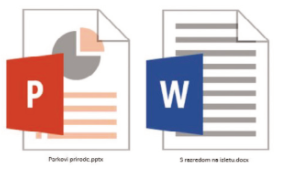 P
W
Parkovi prirode.pptx
S razredom na izletu.docx